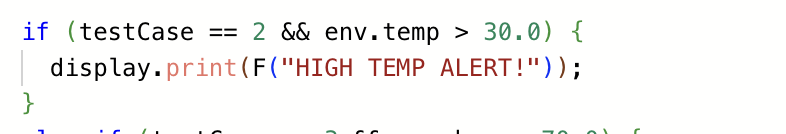 if (testCase == 2 && env.temp > 30.0) {
  display.print(F("HIGH TEMP ALERT!"));
}